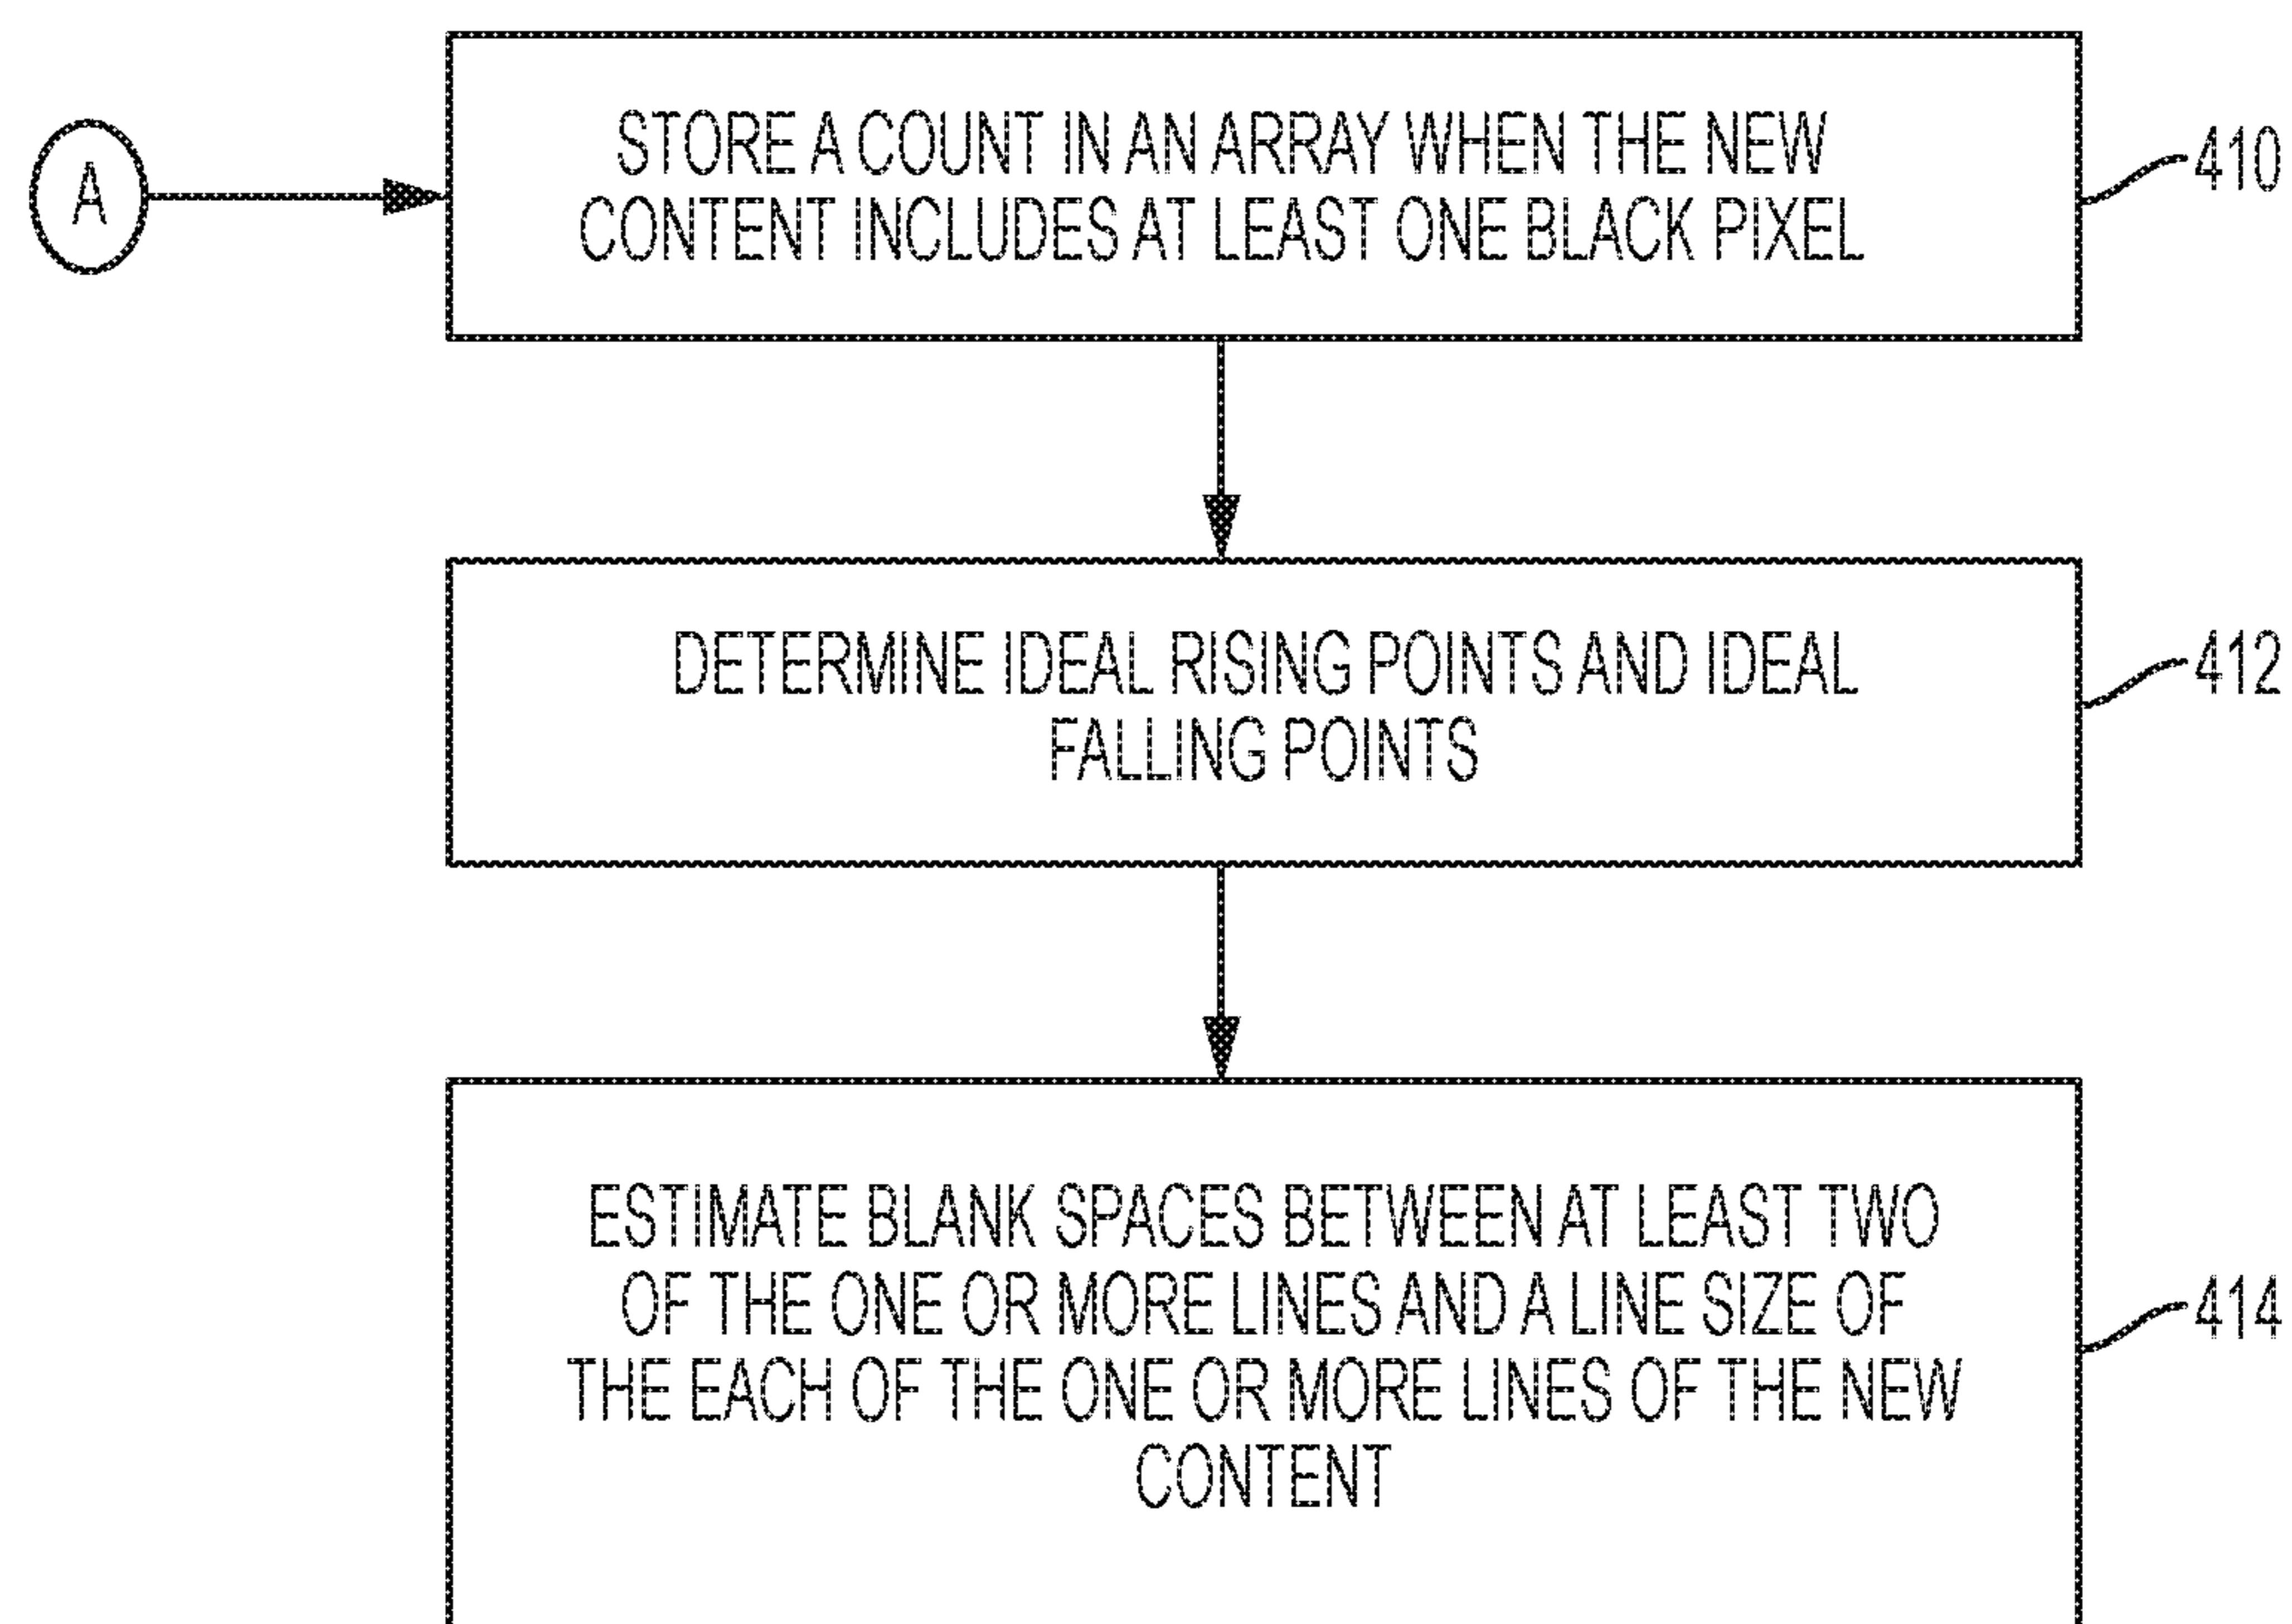 A
STORE A COUNT IN AN ARRAY WHEN THE NEW
CONTENT INCLUDES AT LEAST ONE BLACK PIXEL
410
DETERMINE IDEAL RISING POINTS AND IDEAL
FALLING POINTS
412
ESTIMATE BLANK SPACES BETWEEN AT LEAST TWO
OF THE ONE OR MORE LINES AND A LINE SIZE OF
THE EACH OF THE ONE OR MORE LINES OF THE NEW
CONTENT
414